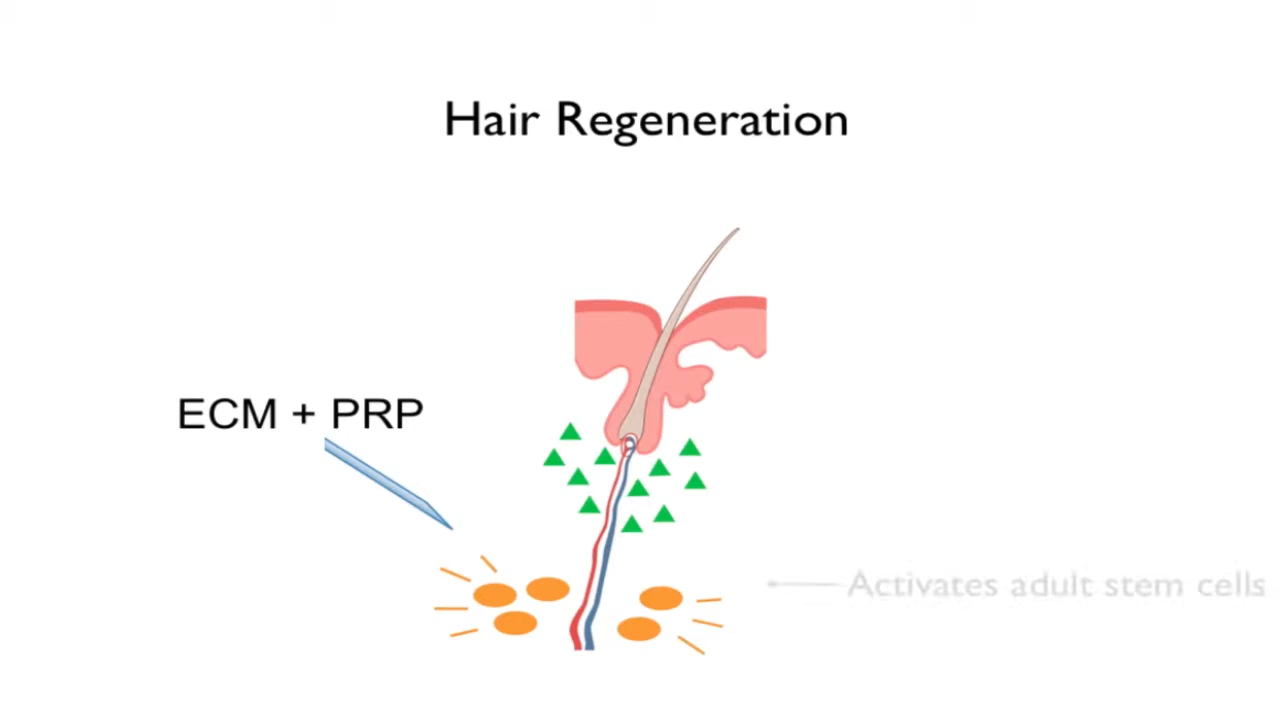 Hair Regeneration
ECM + PRP
Activates adult stem cells